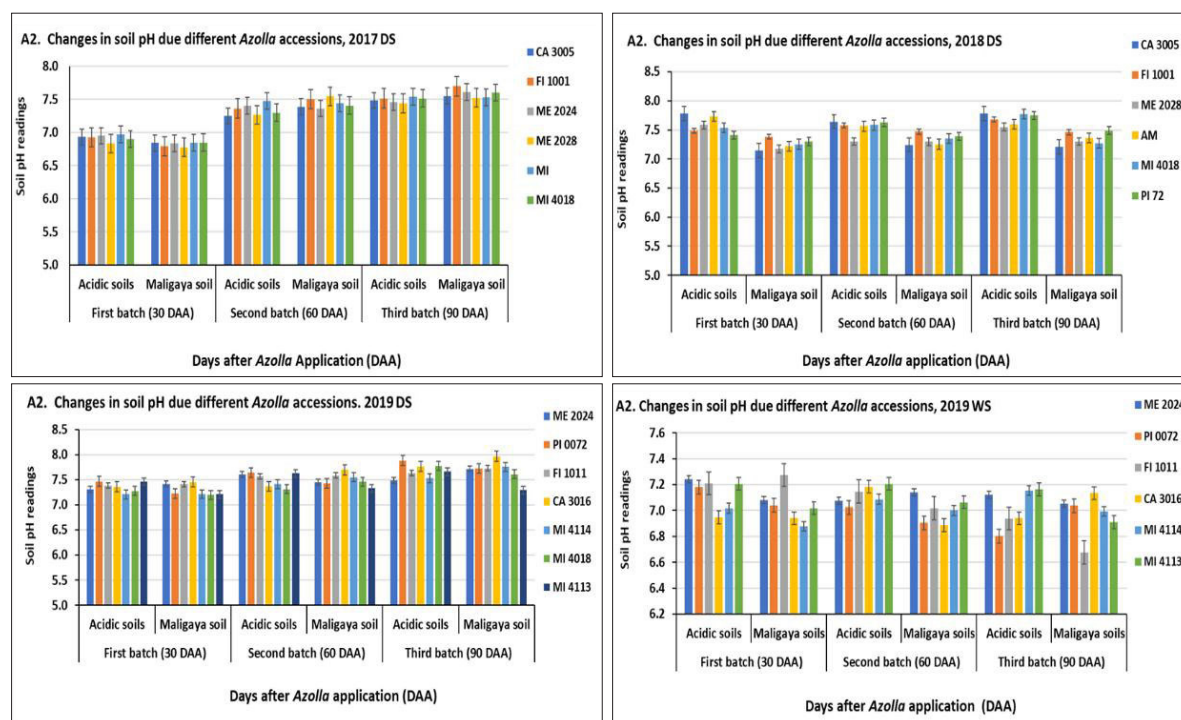 A2. Changes in soil pH due different Azolla accessions, 2017 DS
Soil pH readings
8.0
7.5
7.0
6.5
6.0
5.5
5.0
CA 3005
FI 1001
ME 2024
ME 2028
MI
MI 4018
Acidic soils Maligaya soil Acidic soils Maligaya soil Acidic soils Maligaya soil
First batch (30 DAA) Second batch (60 DAA) Third batch (90 DAA)
Days after Azolla Application (DAA)
A2. Changes in soil pH due different Azolla accessions, 2018 DS
Soil pH readings
8.5
8.0
7.5
7.0
6.5
6.0
5.5
5.0
CA 3005
FI 1001
ME 2028
AM
MI 4018
PI 72
Acidic soils Maligaya soil Acidic soils Maligaya soil Acidic soils Maligaya soil
First batch (30 DAA) Second batch (60 DAA) Third batch (90 DAA)
Days after Azolla application (DAA)
A2. Changes in soil pH due different Azolla accessions. 2019 DS
Soil pH readings
8.5
8.0
7.5
7.0
6.5
6.0
5.5
5.0
ME 2024
PI 0072
FI 1011
CA 3016
MI 4114
MI 4018
MI 4113
Acidic soils Maligaya soil Acidic soils Maligaya soil Acidic soils Maligaya soil
First batch (30 DAA) Second batch (60 DAA) Third batch (90 DAA)
Days after Azolla application (DAA)
A2. Changes in soil pH due different Azolla accessions, 2019 WS
Soil pH readings
7.6
7.4
7.2
7.0
6.8
6.6
6.4
6.2
ME 2024
PI 0072
FI 1011
CA 3016
MI 4114
MI 4113
Acidic soils Maligaya soils Acidic soils Maligaya soils Acidic soils Maligaya soils
First batch (30 DAA) Second batch (60 DAA) Third batch (90 DAA)
Days after Azolla application (DAA)